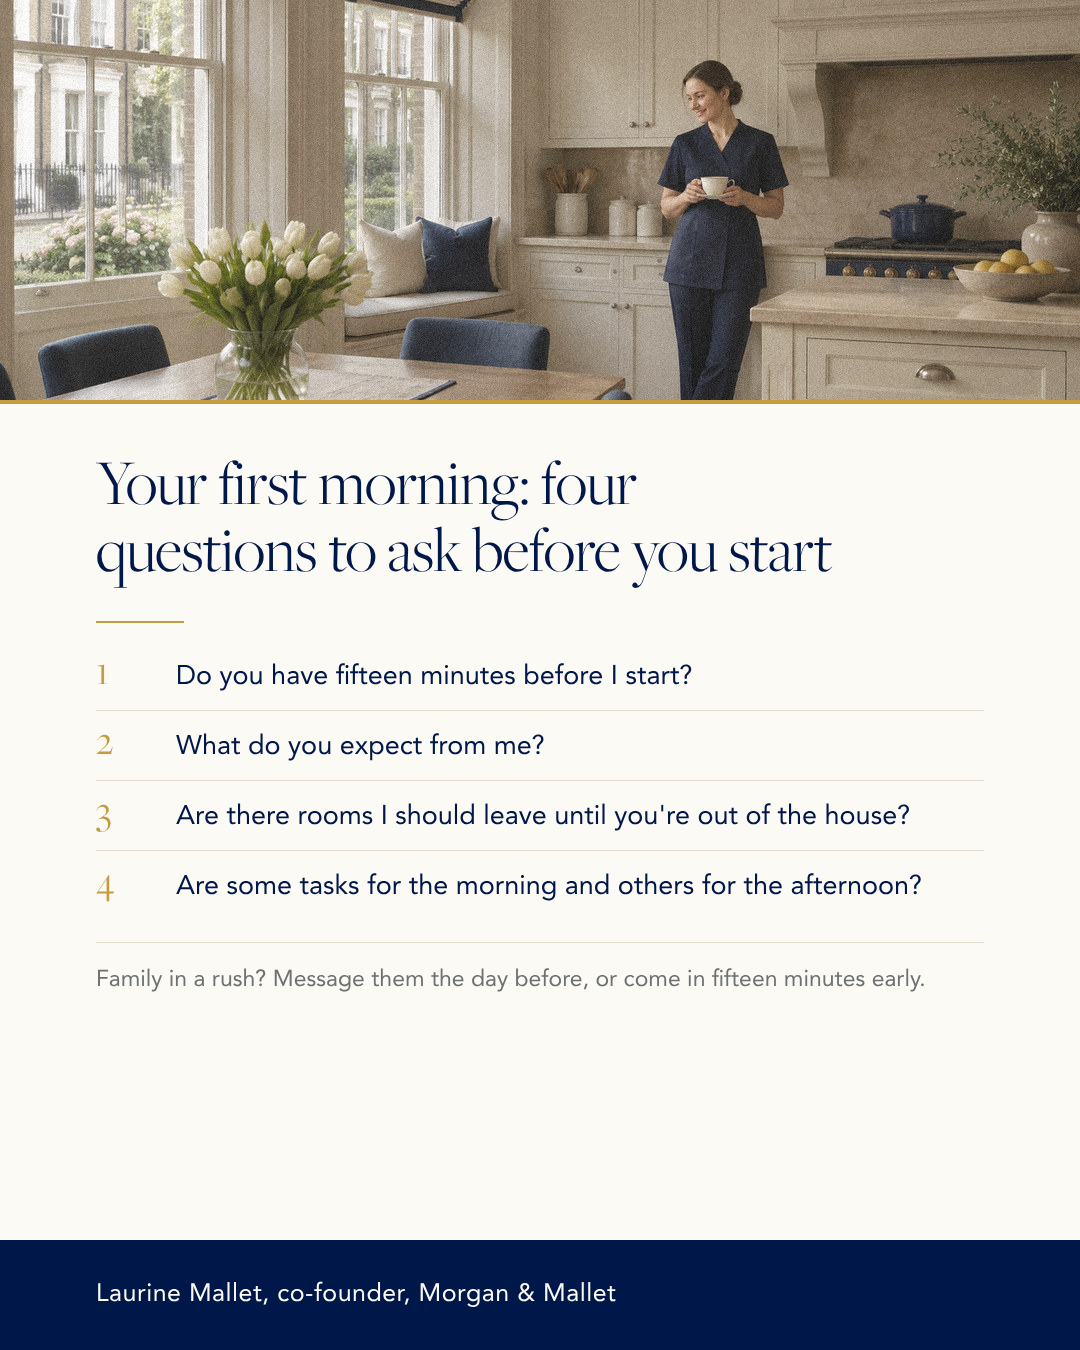 Your first morning: four
questions to ask before you start
1 Do you have fifteen minutes before I start?
2 What do you expect from me?
3 Are there rooms I should leave until you're out of the house?
4 Are some tasks for the morning and others for the afternoon?
Family in a rush? Message them the day before, or come in fifteen minutes early.
Laurine Mallet, co-founder, Morgan & Mallet